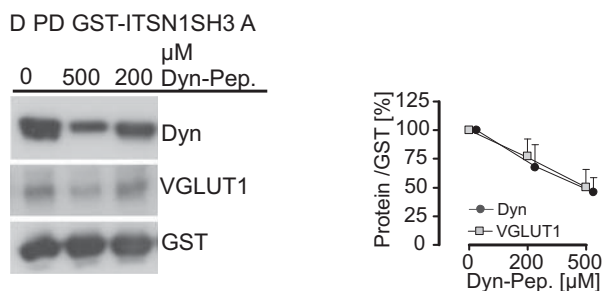 D PD GST-ITSN1SH3 A
µM
0 500 200 Dyn-Pep.
Dyn
VGLUT1
GST
Protein /GST [%]
125
100
75
50
25
0
Dyn
VGLUT1
0 200 500
Dyn-Pep. [µM]